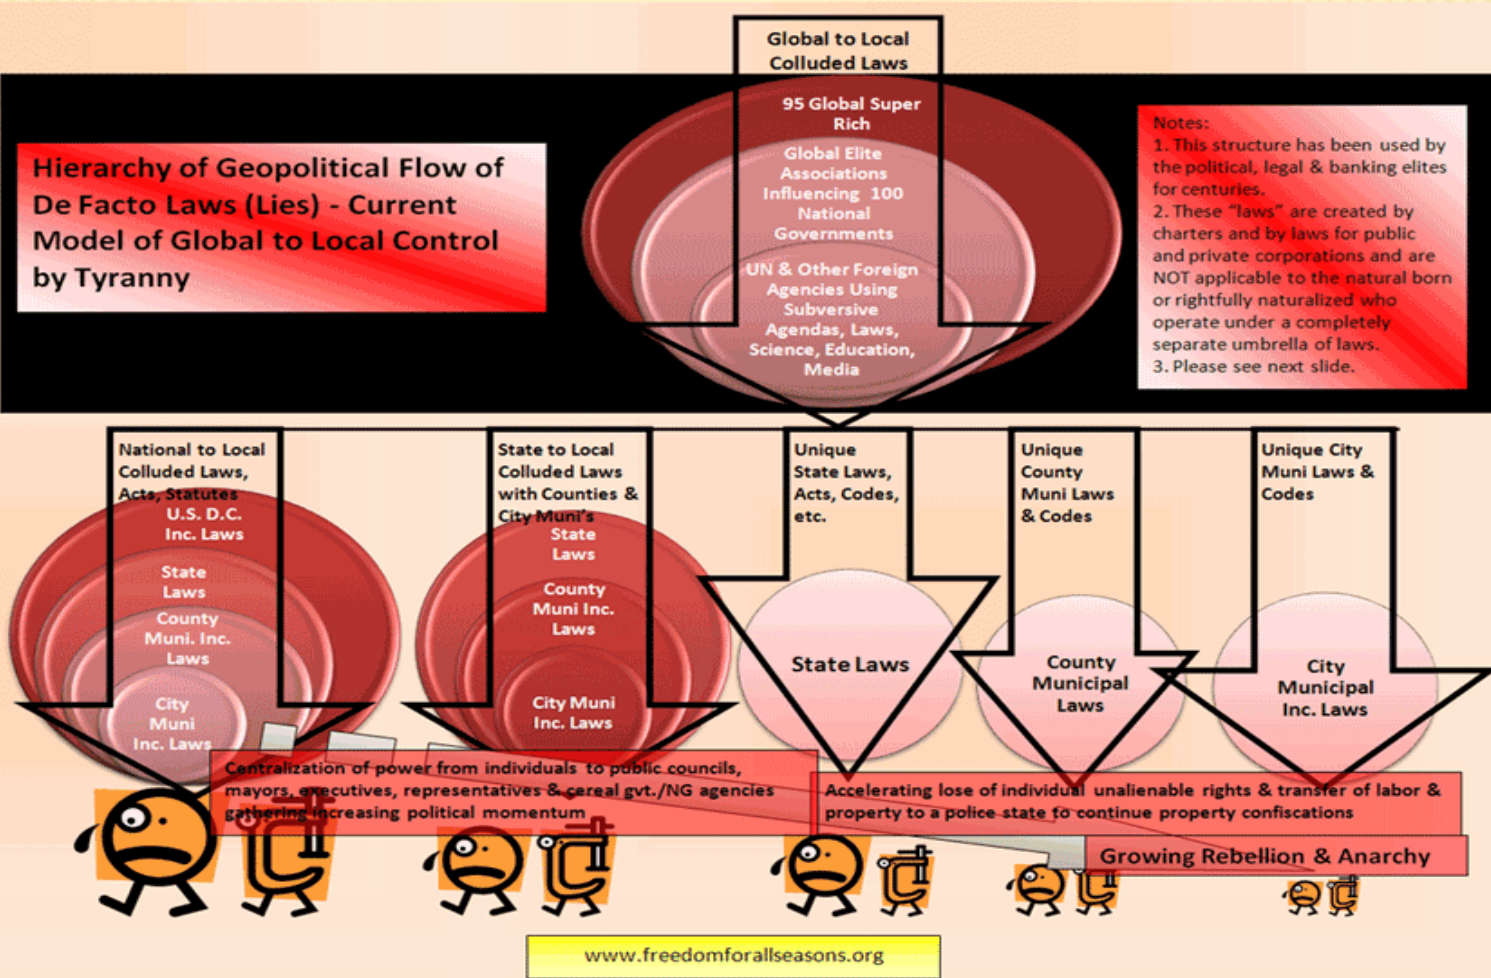 Global to Local
Colluded Laws
95 Global Super
Rich
Global Elite
Associations
Influencing 100
National
Governments
UN & Other Foreign
Agencies Using
Subversive
Agendas, Laws,
Science, Education,
Media
Hierarchy of Geopolitical Flow of
De Facto Laws (Lies) - Current
Model of Global to Local Control
by Tyranny
Notes:
1. This structure has been used by
the political, legal & banking elites
for centuries.
2. These “laws” are created by
charters and by laws for public
and private corporations and are
NOT applicable to the natural born
or rightfully naturalized who
operate under a completely
separate umbrella of laws.
3. Please see next slide.
National to Local
Colluded Laws,
Acts, Statutes
U.S. D.C.
Inc. Laws
State
Laws
County
Muni. Inc.
Laws
City
Muni
Inc. Laws
State to Local
Colluded Laws
with Counties &
City Muni's
State
Laws
County
Muni Inc.
Laws
City Muni
Inc. Laws
Unique
State Laws,
Acts, Codes,
etc.
State Laws
Unique
County
Muni Laws
& Codes
County
Municipal
Laws
Unique City
Muni Laws &
Codes
City
Municipal
Inc. Laws
Centralization of power from individuals to public councils,
mayors, executives, representatives & cereal gvt./NG agencies
gathering increasing political momentum
Accelerating lose of individual unalienable rights & transfer of labor &
property to a police state to continue property confiscations
Growing Rebellion & Anarchy
www.freedomforallseasons.org